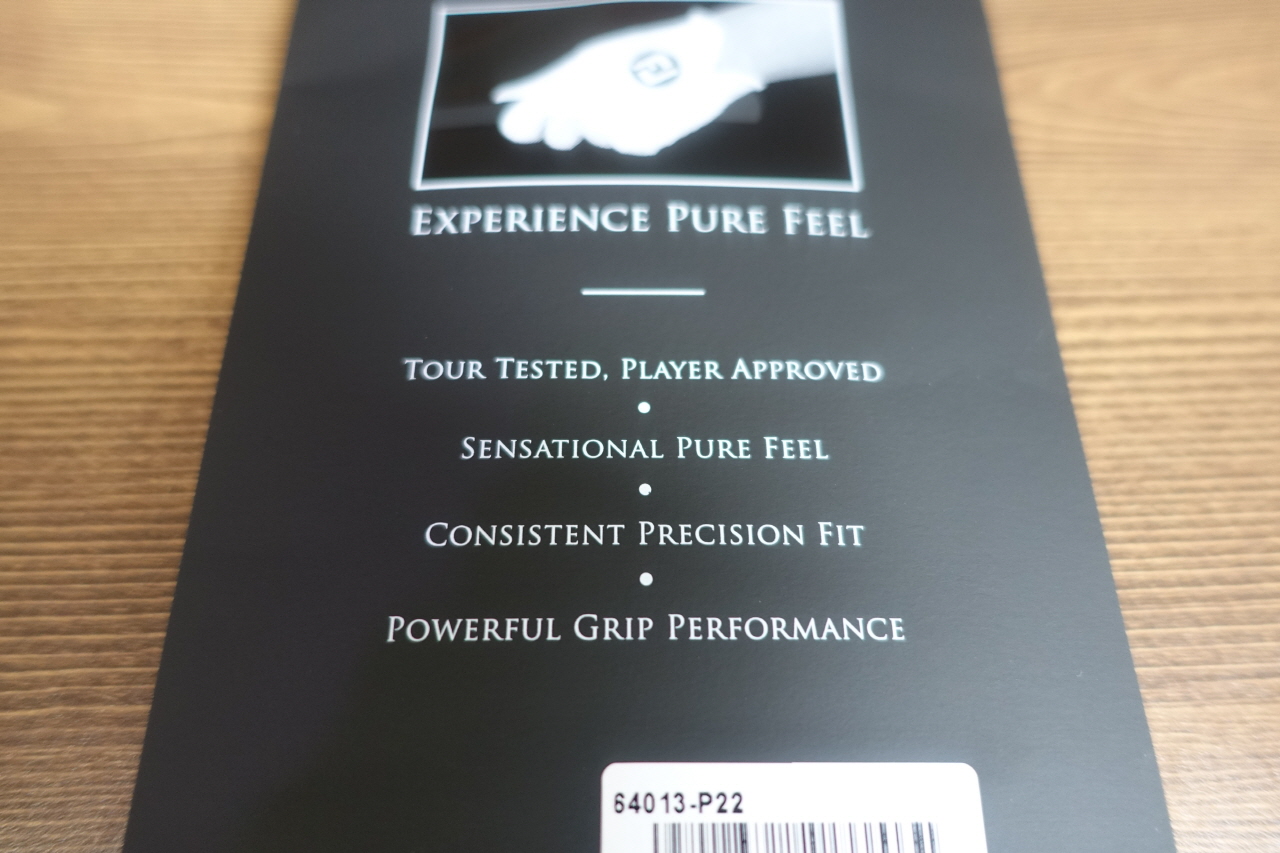 EXPERIENCE PURE FEEL
TOUR TESTED, PLAYER APPROVED
SENSATIONAL PURE FEEL
CONSISTENT PRECISION FIT
POWERFUL GRIP PERFORMANCE
64013-P22